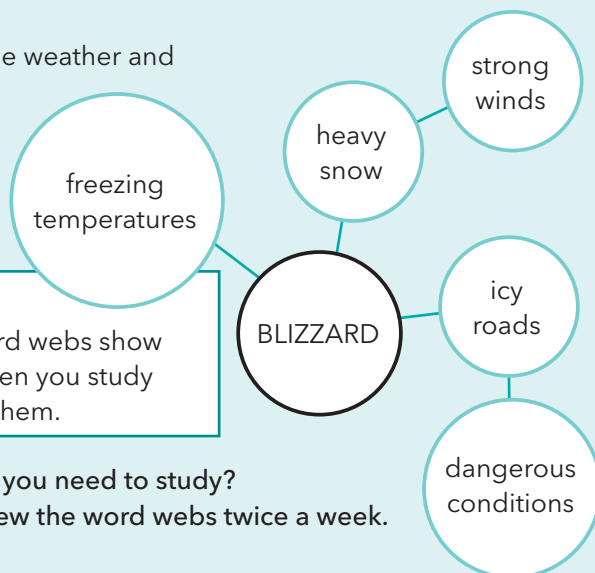 e weather and
strong
winds
heavy
snow
freezing
temperatures
icy
roads
BLIZZARD
rd webs show
en you study
hem.
dangerous
conditions
you need to study?
ew the word webs twice a week.